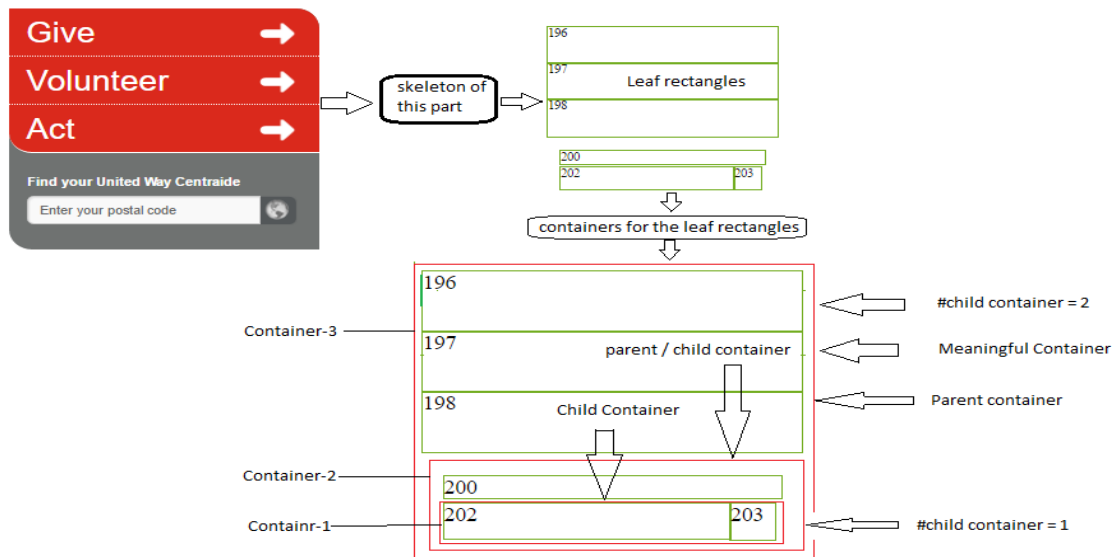 Give
Volunteer
Act
Find your United Way Centraide
Enter your postal code
skeleton of
this part
196
197
Leaf rectangles
198
200
202
203
containers for the leaf rectangles
196
#child container = 2
Container-3
197
parent / child container
Meaningful Container
198
Child Container
Parent container
Container-2
200
Containr-1
202
203
#child container = 1